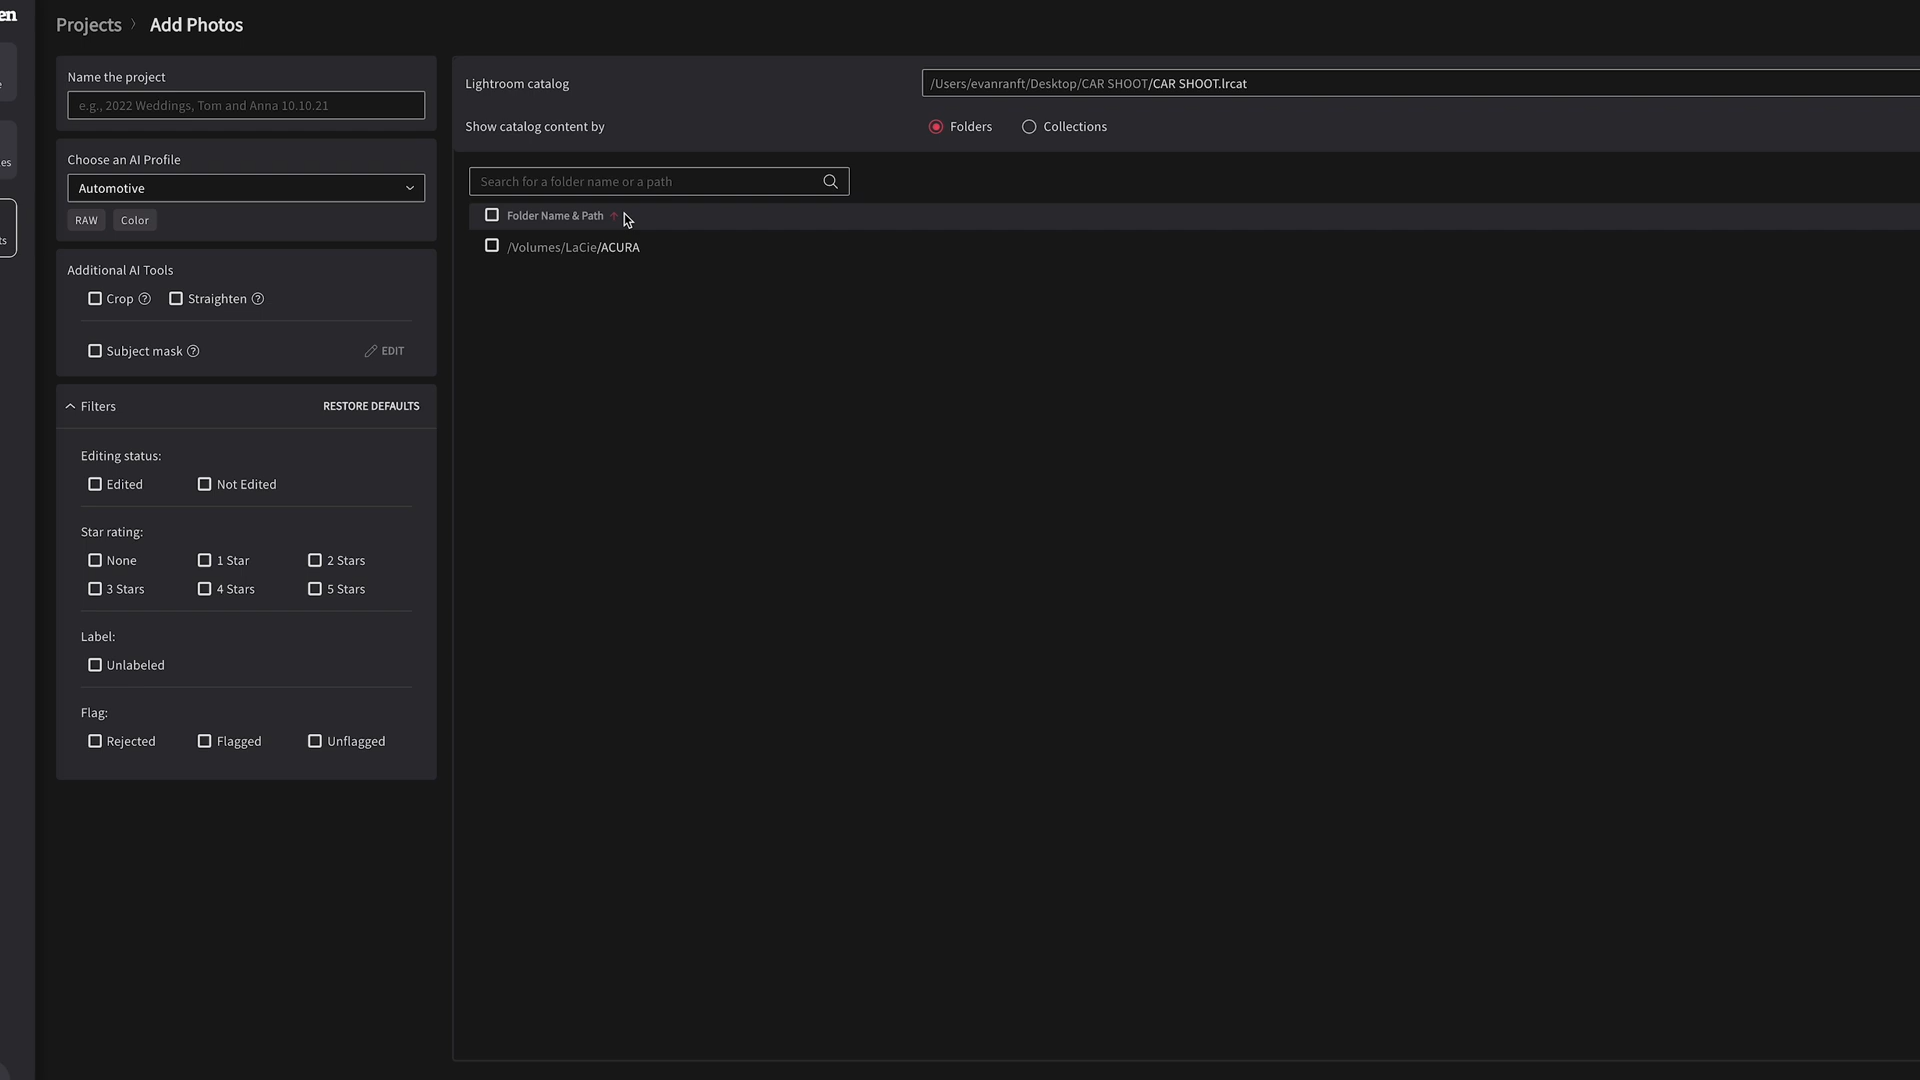 en
Projects > Add Photos
Name the project
e.g., 2022 Weddings, Tom and Anna 10.10.21
Choose an AI Profile
Automotive
RAW Color
Additional AI Tools
Crop ? Straighten ?
Subject mask ? EDIT
Filters RESTORE DEFAULTS
Editing status:
Edited Not Edited
Star rating:
None 1 Star 2 Stars
3 Stars 4 Stars 5 Stars
Label:
Unlabeled
Flag:
Rejected Flagged Unflagged
Lightroom catalog /Users/evanranft/Desktop/CAR SHOOT/CAR SHOOT.lrcat
Show catalog content by Folders Collections
Search for a folder name or a path
Folder Name & Path ↑
/Volumes/LaCie/ACURA